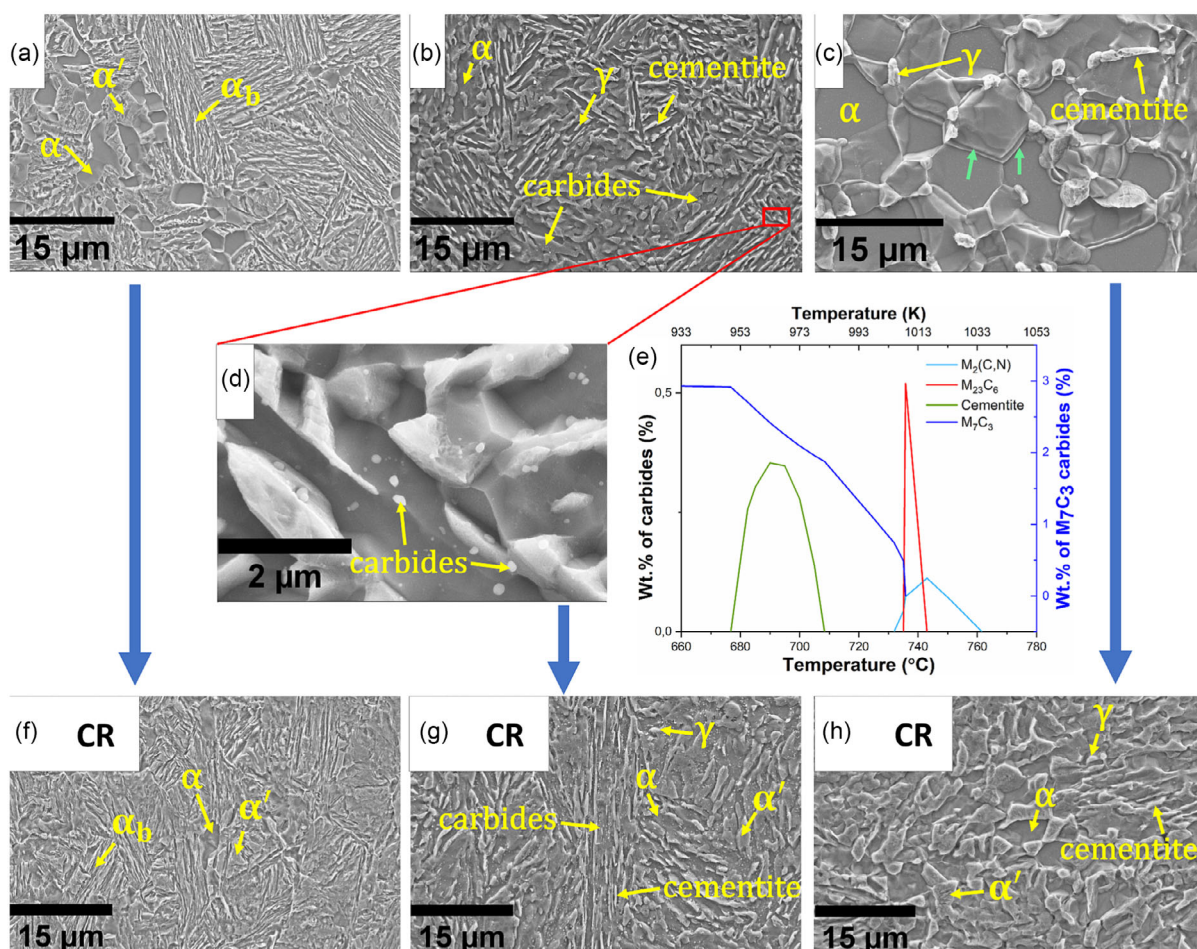 (a)
α′
α_b
α
15 μm
(b)
α
γ
cementite
carbides
15 μm
(c)
γ
α
cementite
15 μm
(d)
carbides
2 μm
(e)
Temperature (K)
933 953 973 993 1013 1033 1053
M₂(C,N)
M₂₃C₆
Cementite
M₇C₃
Wt.% of carbides (%)
0,5
0,0
Wt.% of M₇C₃ carbides (%)
3
2
1
0
660 680 700 720 740 760 780
Temperature (°C)
(f) CR
α
α′
α_b
15 μm
(g) CR
γ
α
α′
carbides
cementite
15 μm
(h) CR
γ
α
cementite
α′
15 μm